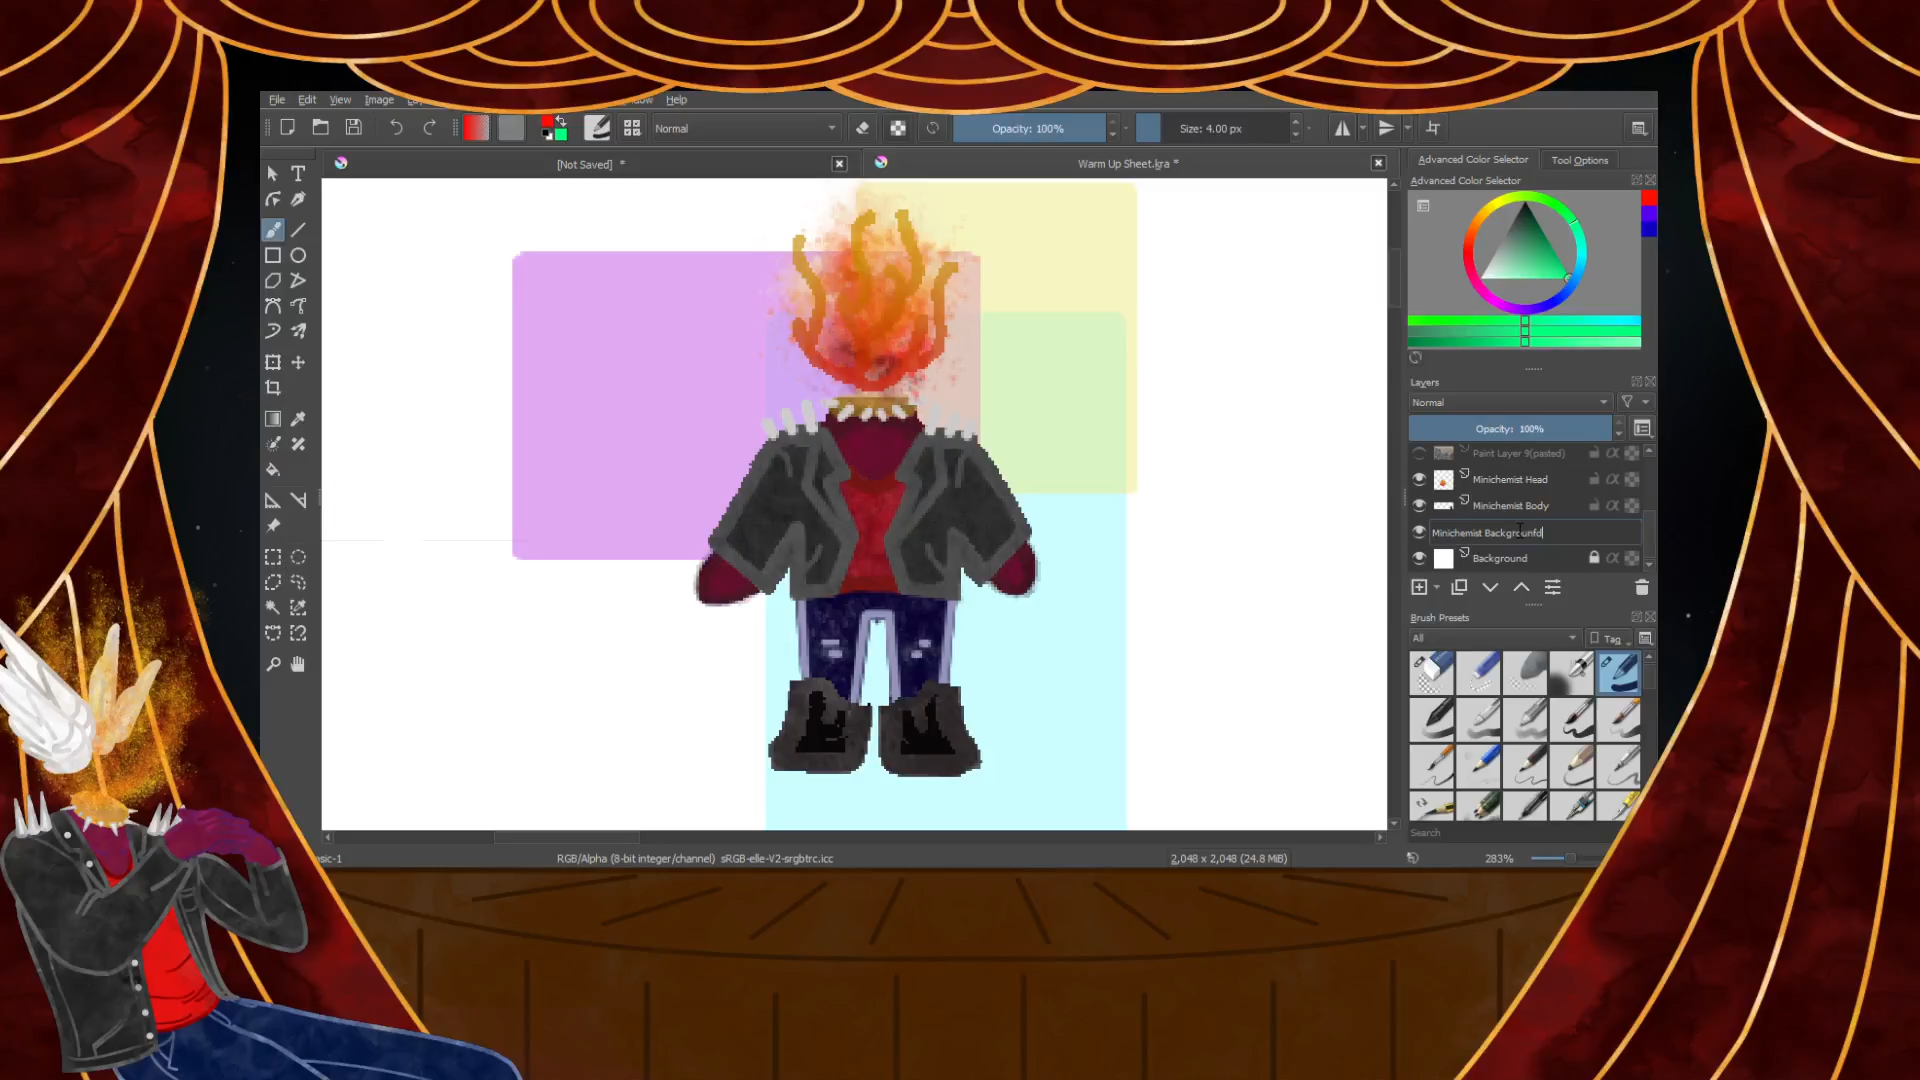 File Edit View Image Help
Normal
Opacity: 100%
Size: 4.00 px
[Not Saved] *
Warm Up Sheet.kra *
Advanced Color Selector
Tool Options
Advanced Color Selector
Layers
Normal
Opacity: 100%
Paint Layer 9(pasted)
Minichemist Head
Minichemist Body
Minichemist Backgrounfd
Background
Brush Presets
All
Tag
Search
RGB/Alpha (8-bit integer/channel) sRGB-elle-V2-srgbtrc.icc
2,048 x 2,048 (24.8 MiB)
283%